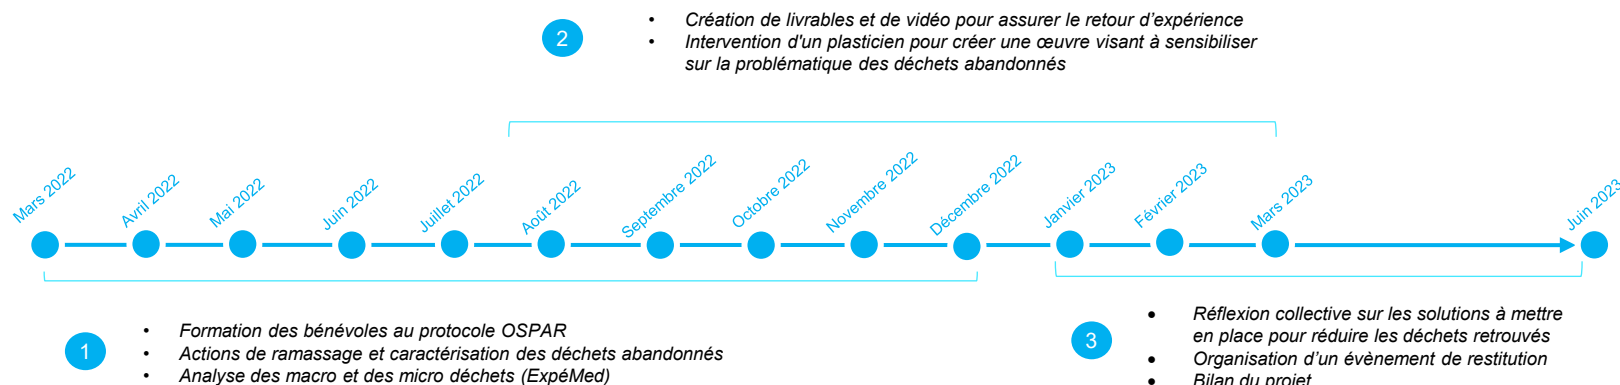 2
• Création de livrables et de vidéo pour assurer le retour d’expérience
• Intervention d'un plasticien pour créer une œuvre visant à sensibiliser
sur la problématique des déchets abandonnés
Mars 2022
Avril 2022
Mai 2022
Juin 2022
Juillet 2022
Août 2022
Septembre 2022
Octobre 2022
Novembre 2022
Décembre 2022
Janvier 2023
Février 2023
Mars 2023
Juin 2023
1
• Formation des bénévoles au protocole OSPAR
• Actions de ramassage et caractérisation des déchets abandonnés
• Analyse des macro et des micro déchets (ExpéMed)
3
• Réflexion collective sur les solutions à mettre
en place pour réduire les déchets retrouvés
• Organisation d’un évènement de restitution
• Bilan du projet